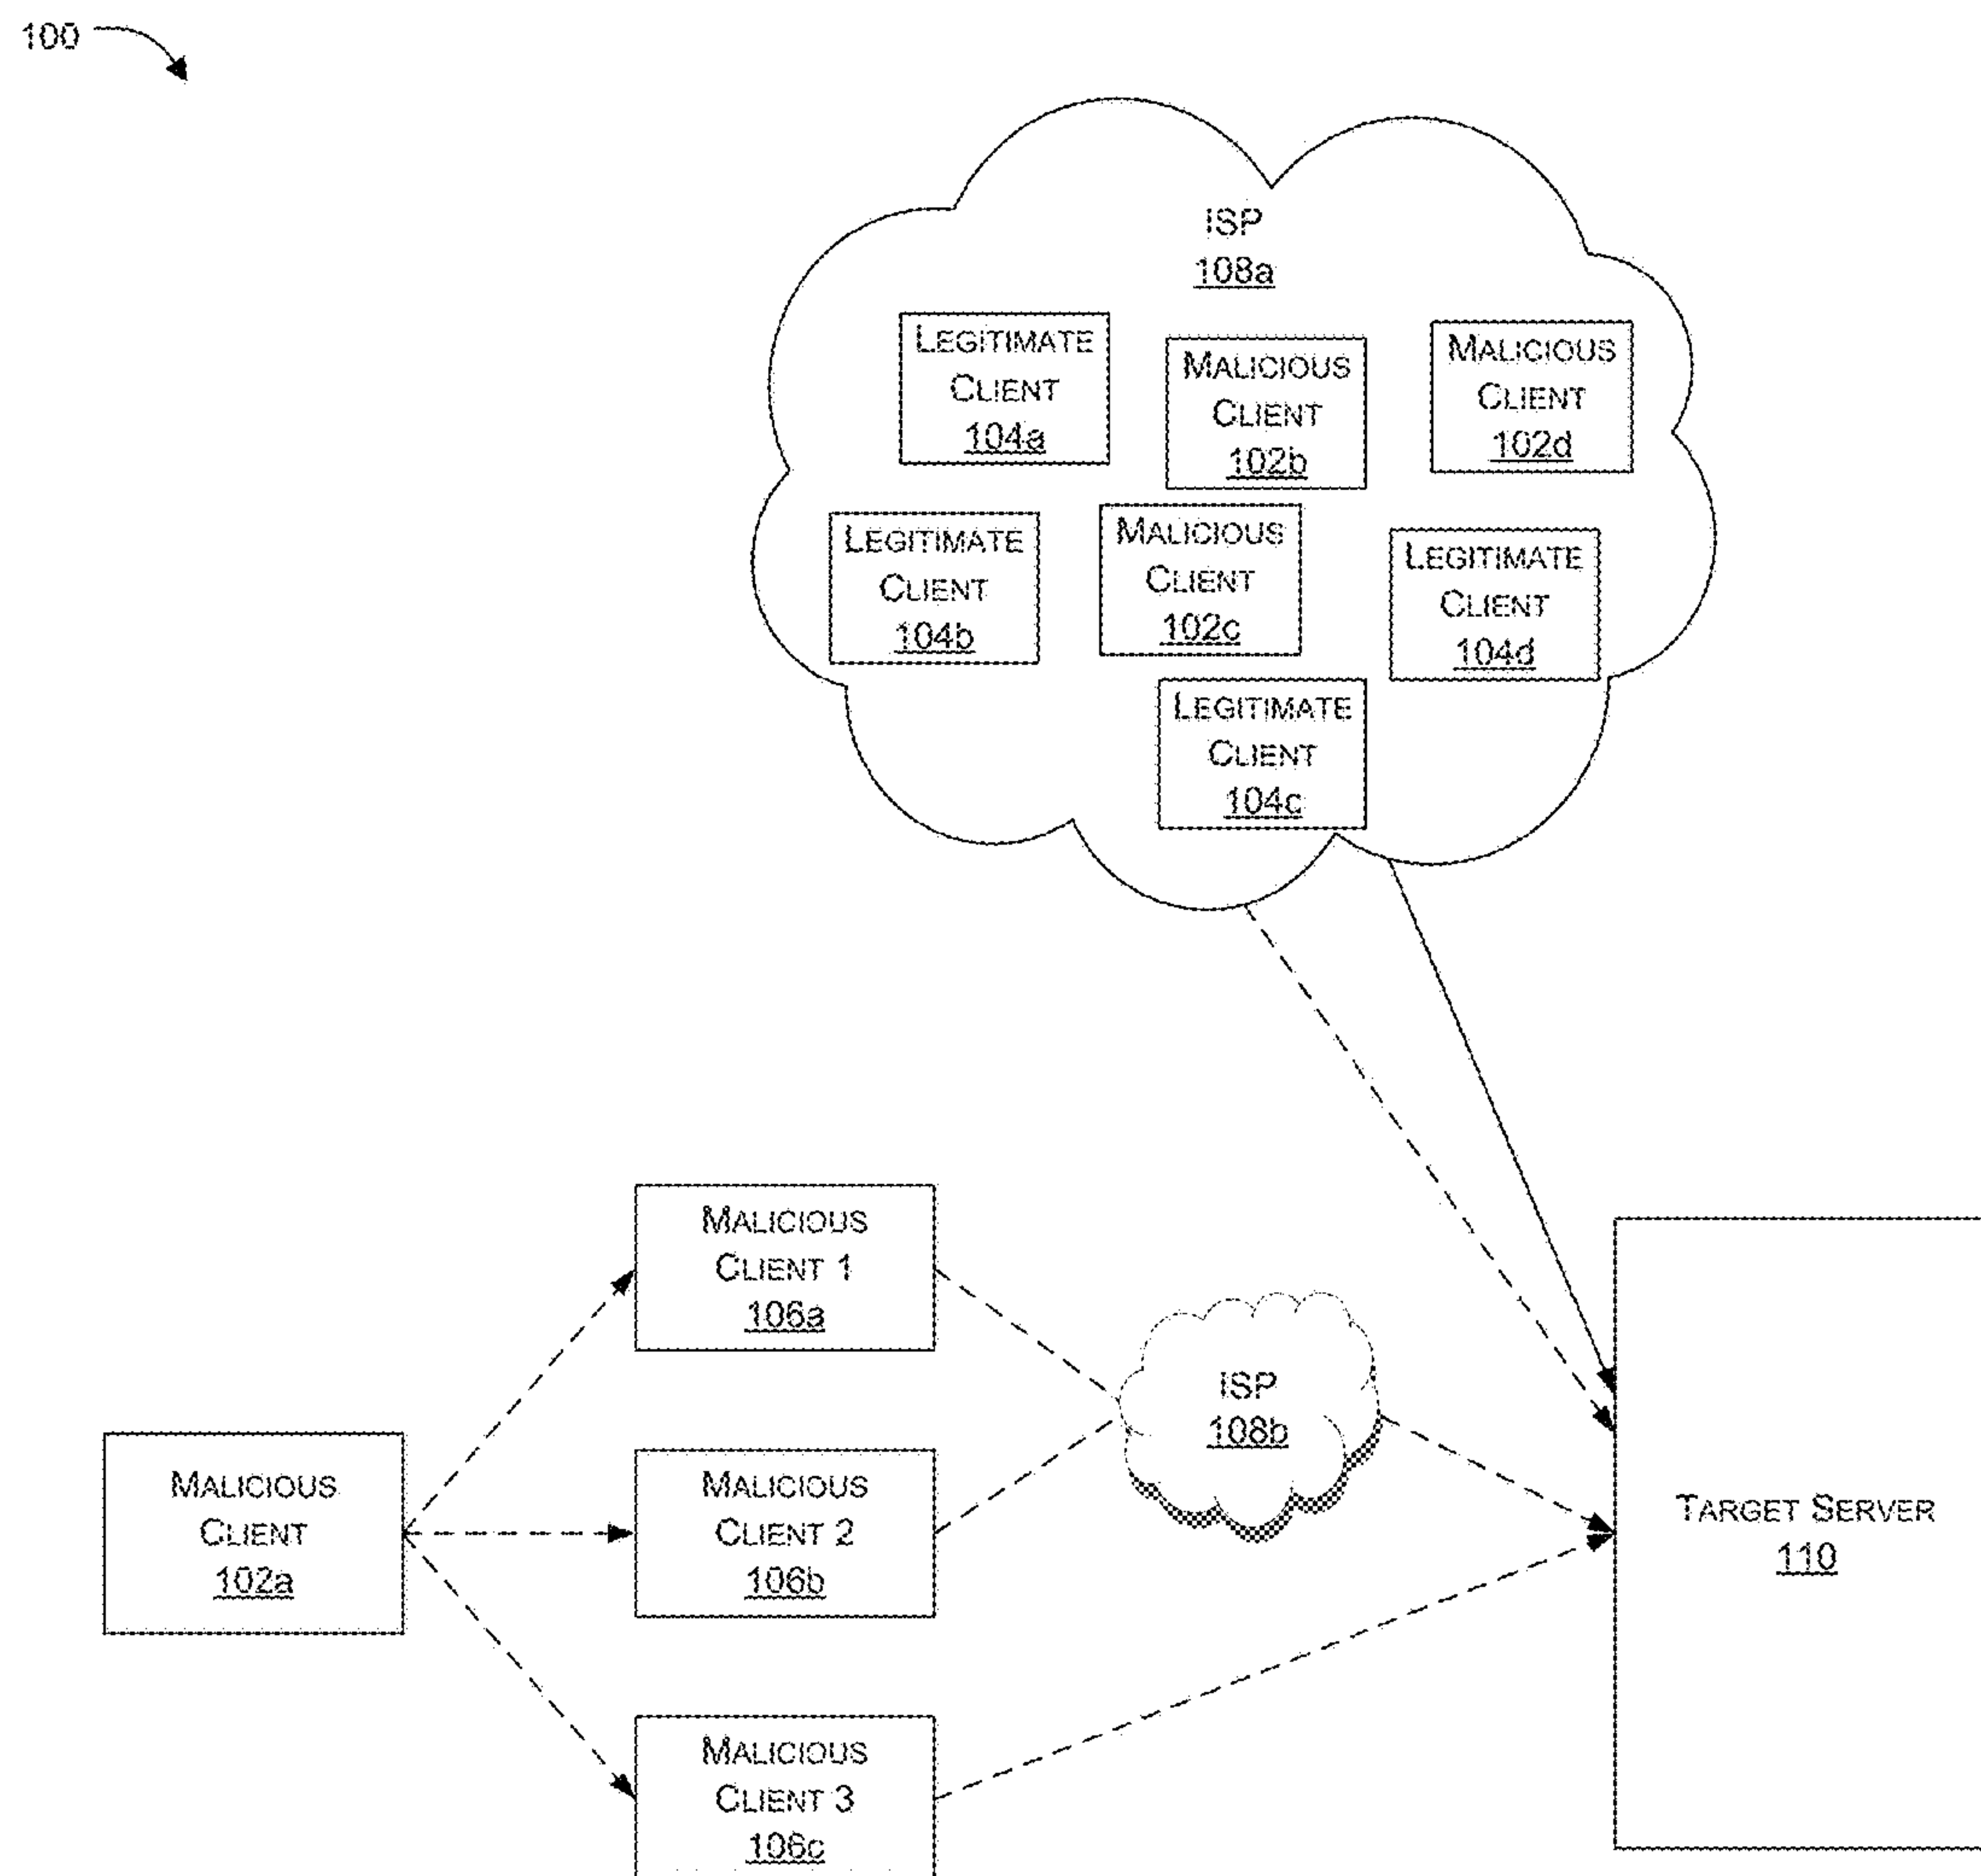 100
ISP
108a
LEGITIMATE
CLIENT
104a
MALICIOUS
CLIENT
102b
MALICIOUS
CLIENT
102d
LEGITIMATE
CLIENT
104b
MALICIOUS
CLIENT
102c
LEGITIMATE
CLIENT
104d
LEGITIMATE
CLIENT
104c
MALICIOUS
CLIENT 1
106a
ISP
108b
MALICIOUS
CLIENT
102a
MALICIOUS
CLIENT 2
106b
TARGET SERVER
110
MALICIOUS
CLIENT 3
106c